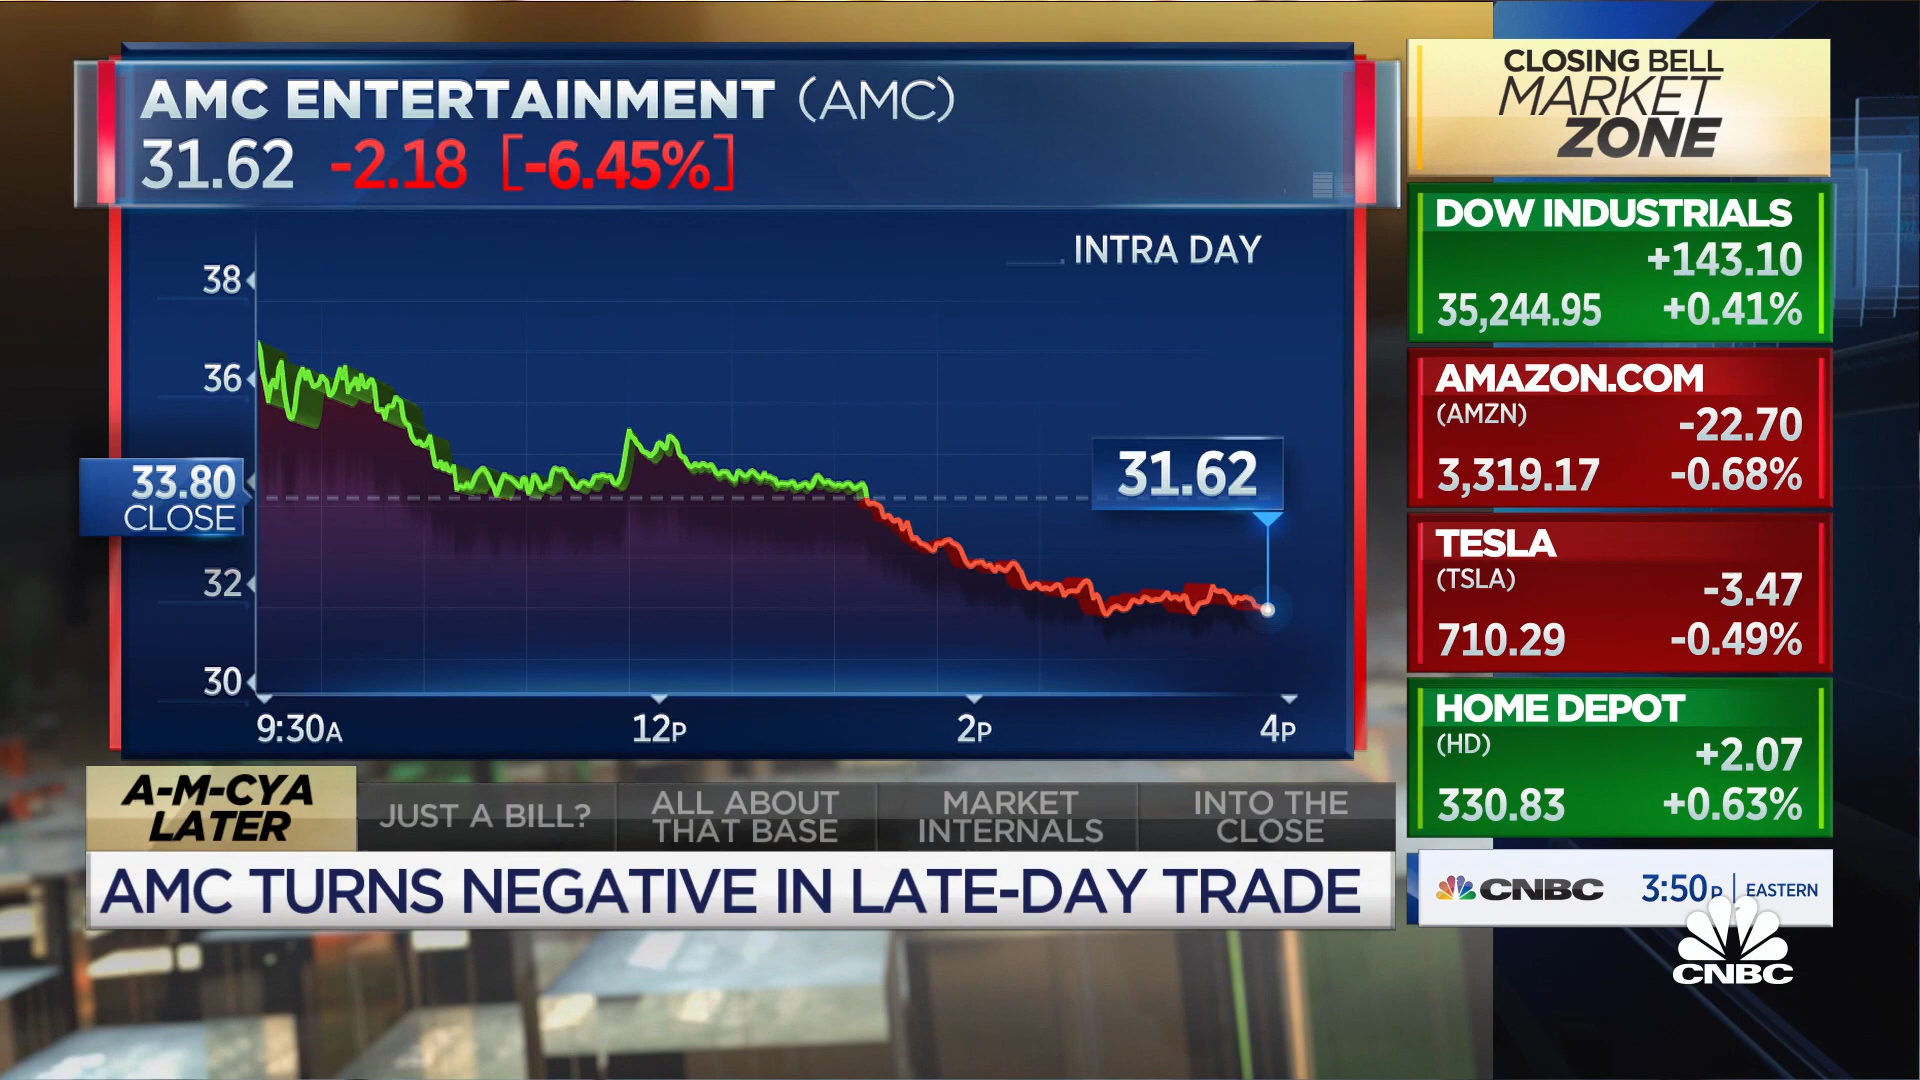 AMC ENTERTAINMENT (AMC)
31.62 -2.18 [-6.45%]
INTRA DAY
38
36
33.80
CLOSE
32
30
31.62
9:30A 12P 2P 4P
A-M-CYA
LATER
JUST A BILL?
ALL ABOUT
THAT BASE
MARKET
INTERNALS
INTO THE
CLOSE
AMC TURNS NEGATIVE IN LATE-DAY TRADE
CLOSING BELL
MARKET
ZONE
DOW INDUSTRIALS
+143.10
35,244.95 +0.41%
AMAZON.COM
(AMZN) -22.70
3,319.17 -0.68%
TESLA
(TSLA) -3.47
710.29 -0.49%
HOME DEPOT
(HD) +2.07
330.83 +0.63%
CNBC 3:50P EASTERN
CNBC